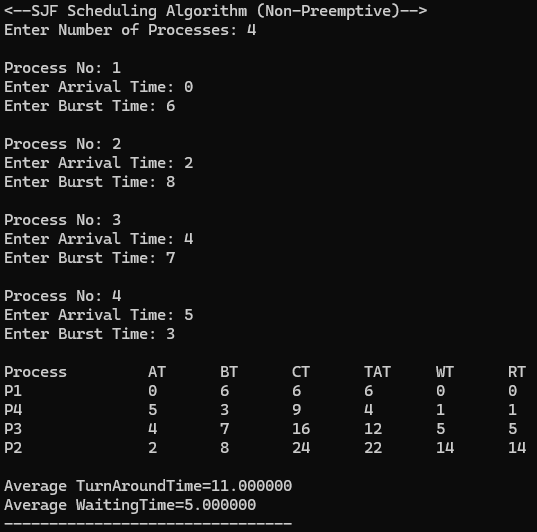 <--SJF Scheduling Algorithm (Non-Preemptive)-->
Enter Number of Processes: 4
Process No: 1
Enter Arrival Time: 0
Enter Burst Time: 6
Process No: 2
Enter Arrival Time: 2
Enter Burst Time: 8
Process No: 3
Enter Arrival Time: 4
Enter Burst Time: 7
Process No: 4
Enter Arrival Time: 5
Enter Burst Time: 3
Process AT BT CT TAT WT RT
P1 0 6 6 6 0 0
P4 5 3 9 4 1 1
P3 4 7 16 12 5 5
P2 2 8 24 22 14 14
Average TurnAroundTime=11.000000
Average WaitingTime=5.000000
--------------------------------